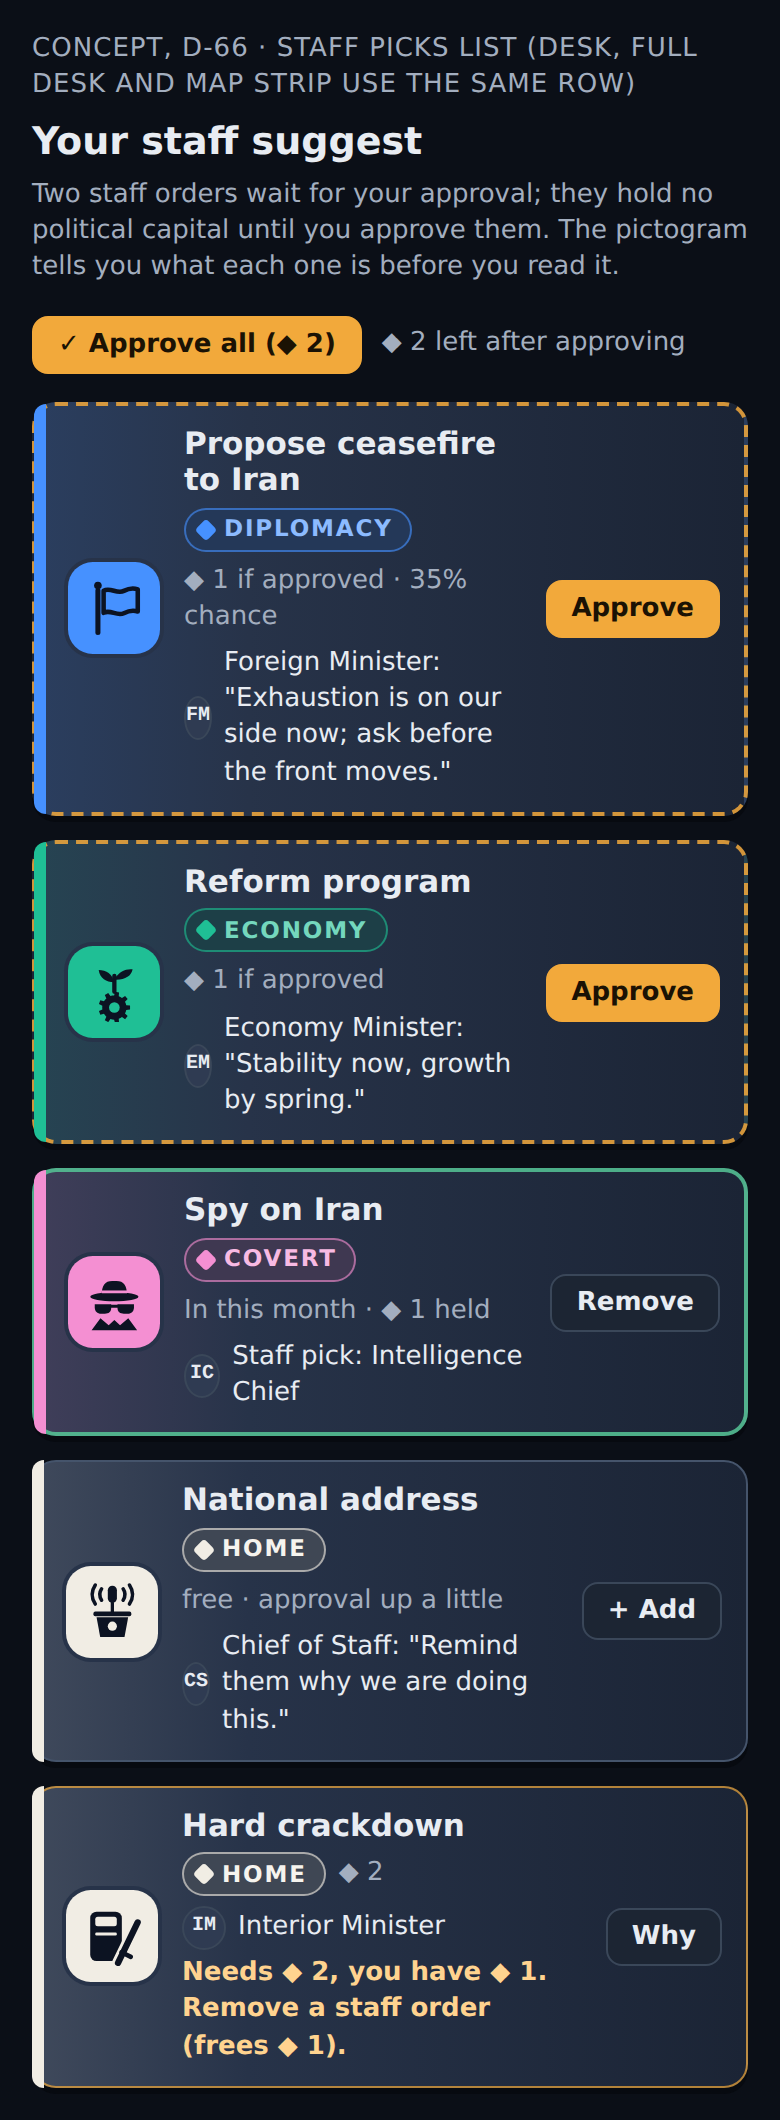 CONCEPT, D-66 · STAFF PICKS LIST (DESK, FULL
DESK AND MAP STRIP USE THE SAME ROW)
Your staff suggest
Two staff orders wait for your approval; they hold no
political capital until you approve them. The pictogram
tells you what each one is before you read it.
✓ Approve all (◆ 2)
◆ 2 left after approving
Propose ceasefire
to Iran
◆ DIPLOMACY
◆ 1 if approved · 35%
chance
FM
Foreign Minister:
"Exhaustion is on our
side now; ask before
the front moves."
Approve
Reform program
◆ ECONOMY
◆ 1 if approved
EM
Economy Minister:
"Stability now, growth
by spring."
Approve
Spy on Iran
◆ COVERT
In this month · ◆ 1 held
IC
Staff pick: Intelligence
Chief
Remove
National address
◆ HOME
free · approval up a little
CS
Chief of Staff: "Remind
them why we are doing
this."
+ Add
Hard crackdown
◆ HOME ◆ 2
IM Interior Minister
Needs ◆ 2, you have ◆ 1.
Remove a staff order
(frees ◆ 1).
Why